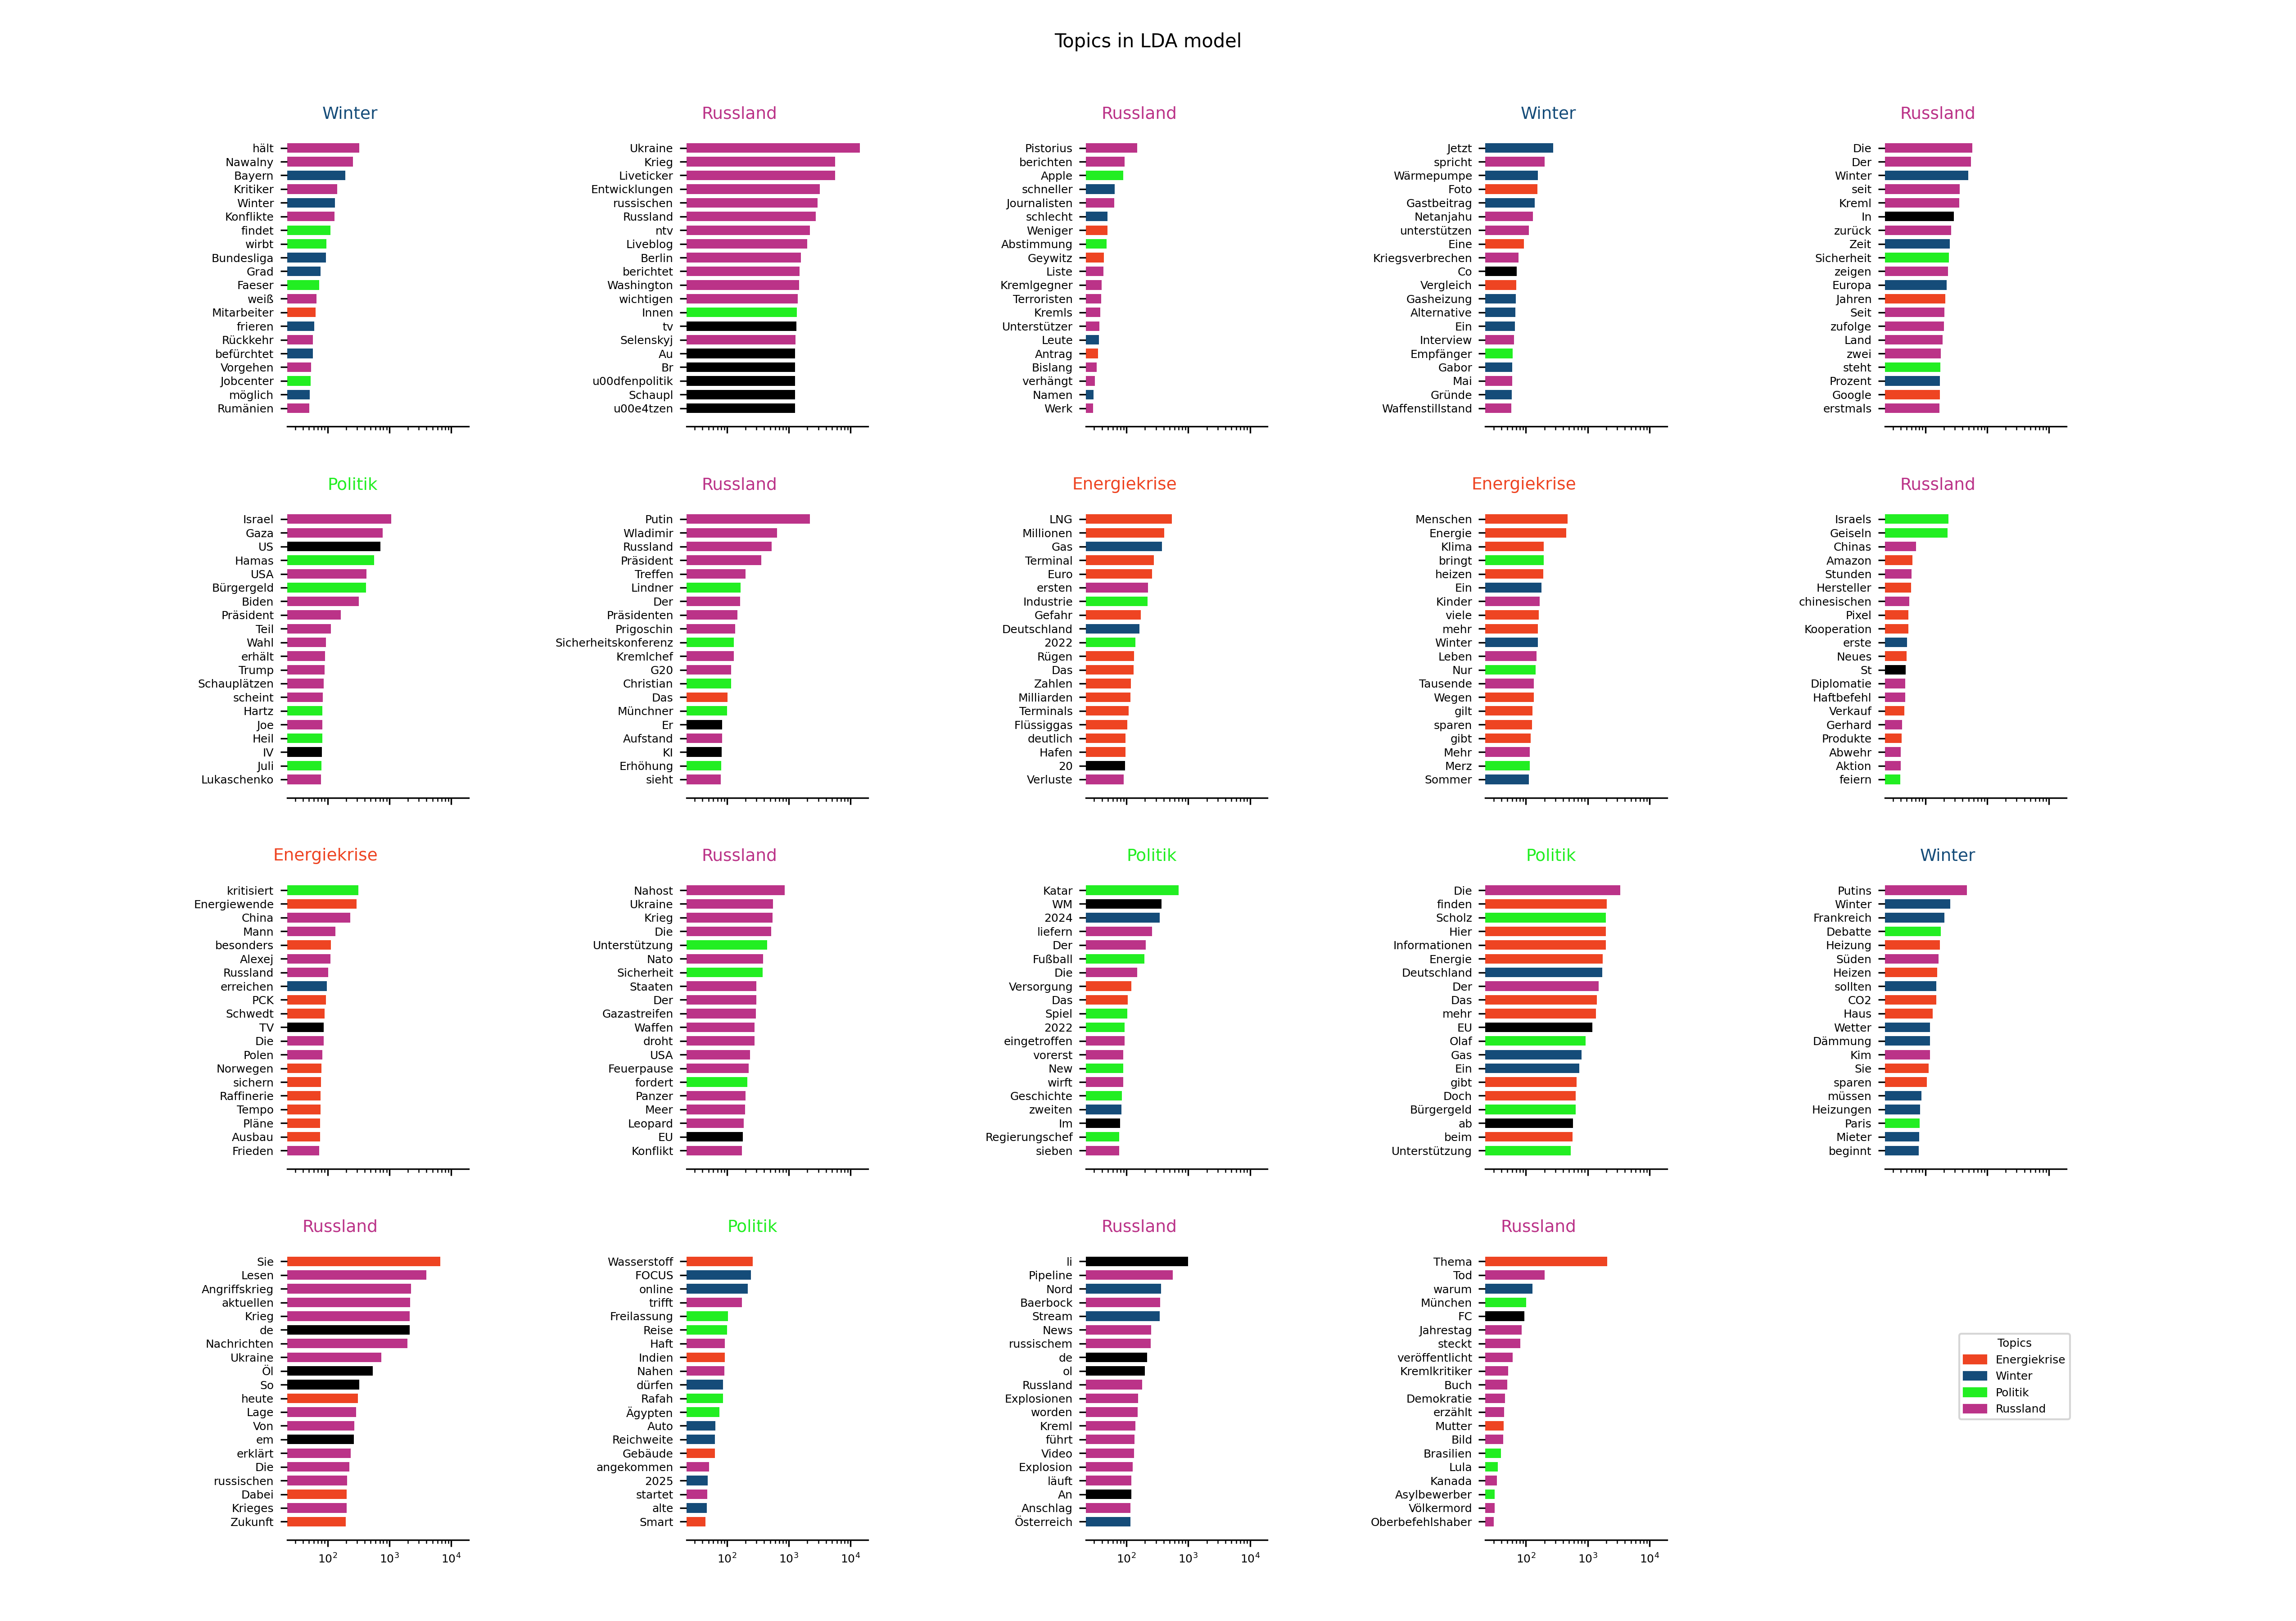 Topics in LDA model
Winter
hält
Nawalny
Bayern
Kritiker
Winter
Konflikte
findet
wirbt
Bundesliga
Grad
Faeser
weiß
Mitarbeiter
frieren
Rückkehr
befürchtet
Vorgehen
Jobcenter
möglich
Rumänien
Russland
Ukraine
Krieg
Liveticker
Entwicklungen
russischen
Russland
ntv
Liveblog
Berlin
berichtet
Washington
wichtigen
Innen
tv
Selenskyj
Au
Br
u00dfenpolitik
Schaupl
u00e4tzen
Russland
Pistorius
berichten
Apple
schneller
Journalisten
schlecht
Weniger
Abstimmung
Geywitz
Liste
Kremlgegner
Terroristen
Kremls
Unterstützer
Leute
Antrag
Bislang
verhängt
Namen
Werk
Winter
Jetzt
spricht
Wärmepumpe
Foto
Gastbeitrag
Netanjahu
unterstützen
Eine
Kriegsverbrechen
Co
Vergleich
Gasheizung
Alternative
Ein
Interview
Empfänger
Gabor
Mai
Gründe
Waffenstillstand
Russland
Die
Der
Winter
seit
Kreml
In
zurück
Zeit
Sicherheit
zeigen
Europa
Jahren
Seit
zufolge
Land
zwei
steht
Prozent
Google
erstmals
Politik
Israel
Gaza
US
Hamas
USA
Bürgergeld
Biden
Präsident
Teil
Wahl
erhält
Trump
Schauplätzen
scheint
Hartz
Joe
Heil
IV
Juli
Lukaschenko
Russland
Putin
Wladimir
Russland
Präsident
Treffen
Lindner
Der
Präsidenten
Prigoschin
Sicherheitskonferenz
Kremlchef
G20
Christian
Das
Münchner
Er
Aufstand
KI
Erhöhung
sieht
Energiekrise
LNG
Millionen
Gas
Terminal
Euro
ersten
Industrie
Gefahr
Deutschland
2022
Rügen
Das
Zahlen
Milliarden
Terminals
Flüssiggas
deutlich
Hafen
20
Verluste
Energiekrise
Menschen
Energie
Klima
bringt
heizen
Ein
Kinder
viele
mehr
Winter
Leben
Nur
Tausende
Wegen
gilt
sparen
gibt
Mehr
Merz
Sommer
Russland
Israels
Geiseln
Chinas
Amazon
Stunden
Hersteller
chinesischen
Pixel
Kooperation
erste
Neues
St
Diplomatie
Haftbefehl
Verkauf
Gerhard
Produkte
Abwehr
Aktion
feiern
Energiekrise
kritisiert
Energiewende
China
Mann
besonders
Alexej
Russland
erreichen
PCK
Schwedt
TV
Die
Polen
Norwegen
sichern
Raffinerie
Tempo
Pläne
Ausbau
Frieden
Russland
Nahost
Ukraine
Krieg
Die
Unterstützung
Nato
Sicherheit
Staaten
Der
Gazastreifen
Waffen
droht
USA
Feuerpause
fordert
Panzer
Meer
Leopard
EU
Konflikt
Politik
Katar
WM
2024
liefern
Der
Fußball
Die
Versorgung
Das
Spiel
2022
eingetroffen
vorerst
New
wirft
Geschichte
zweiten
Im
Regierungschef
sieben
Politik
Die
finden
Scholz
Hier
Informationen
Energie
Deutschland
Der
Das
mehr
EU
Olaf
Gas
Ein
gibt
Doch
Bürgergeld
ab
beim
Unterstützung
Winter
Putins
Winter
Frankreich
Debatte
Heizung
Süden
Heizen
sollten
CO2
Haus
Wetter
Dämmung
Kim
Sie
sparen
müssen
Heizungen
Paris
Mieter
beginnt
Russland
Sie
Lesen
Angriffskrieg
aktuellen
Krieg
de
Nachrichten
Ukraine
Öl
So
heute
Lage
Von
em
erklärt
Die
russischen
Dabei
Krieges
Zukunft
10² 10³ 10⁴
Politik
Wasserstoff
FOCUS
online
trifft
Freilassung
Reise
Haft
Indien
Nahen
dürfen
Rafah
Ägypten
Auto
Reichweite
Gebäude
angekommen
2025
startet
alte
Smart
10² 10³ 10⁴
Russland
li
Pipeline
Nord
Baerbock
Stream
News
russischem
de
ol
Russland
Explosionen
worden
Kreml
führt
Video
Explosion
läuft
An
Anschlag
Österreich
10² 10³ 10⁴
Russland
Thema
Tod
warum
München
FC
Jahrestag
steckt
veröffentlicht
Kremlkritiker
Buch
Demokratie
erzählt
Mutter
Bild
Brasilien
Lula
Kanada
Asylbewerber
Völkermord
Oberbefehlshaber
10² 10³ 10⁴
Topics
Energiekrise
Winter
Politik
Russland